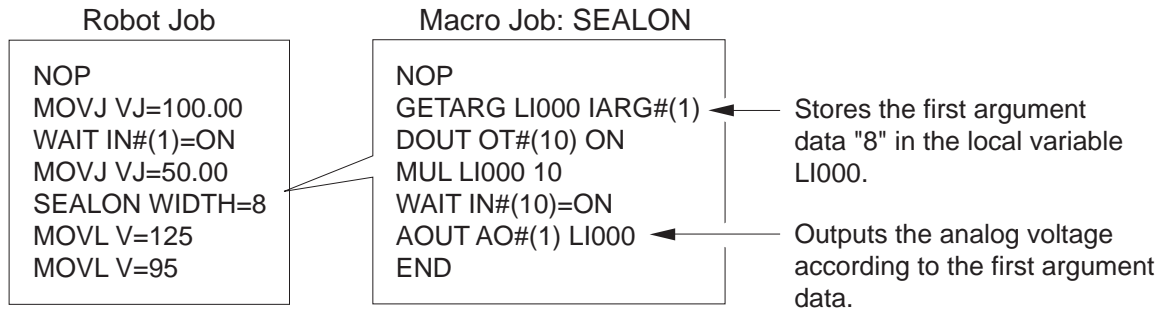 Robot Job
NOP
MOVJ VJ=100.00
WAIT IN#(1)=ON
MOVJ VJ=50.00
SEALON WIDTH=8
MOVL V=125
MOVL V=95
Macro Job: SEALON
NOP
GETARG LI000 IARG#(1)
DOUT OT#(10) ON
MUL LI000 10
WAIT IN#(10)=ON
AOUT AO#(1) LI000
END
Stores the first argument
data "8" in the local variable
LI000.
Outputs the analog voltage
according to the first argument
data.